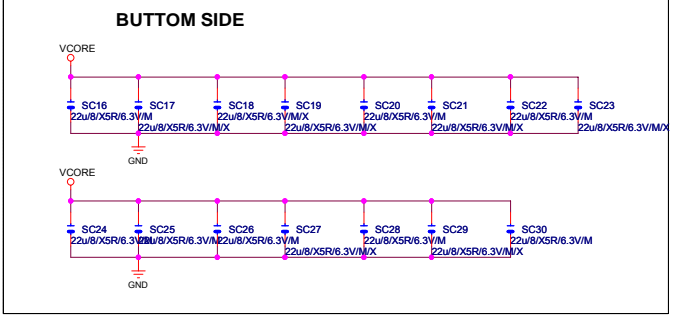 BUTTOM SIDE
VCORE
SC16 SC17 SC18 SC19 SC20 SC21 SC22 SC23
22u/8/X5R/6.3V/M 22u/8/X5R/6.3V/M/X 22u/8/X5R/6.3V/M 22u/8/X5R/6.3V/M
22u/8/X5R/6.3V/M/X 22u/8/X5R/6.3V/M/X 22u/8/X5R/6.3V/M/X 22u/8/X5R/6.3V/M/X
GND
VCORE
SC24 SC25 SC26 SC27 SC28 SC29 SC30
22u/8/X5R/6.3V/M 22u/8/X5R/6.3V/M 22u/8/X5R/6.3V/M 22u/8/X5R/6.3V/M 22u/8/X5R/6.3V/M
22u/8/X5R/6.3V/M/X 22u/8/X5R/6.3V/M/X
GND